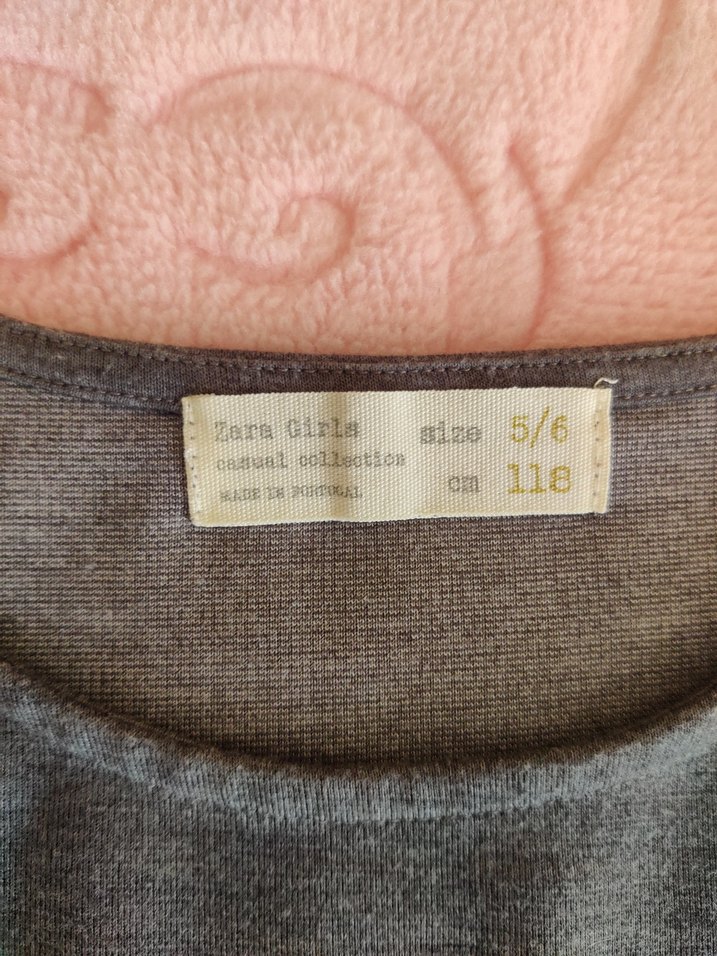 Zara Girls size 5/6
casual collection
cm 118
MADE IN PORTUGAL